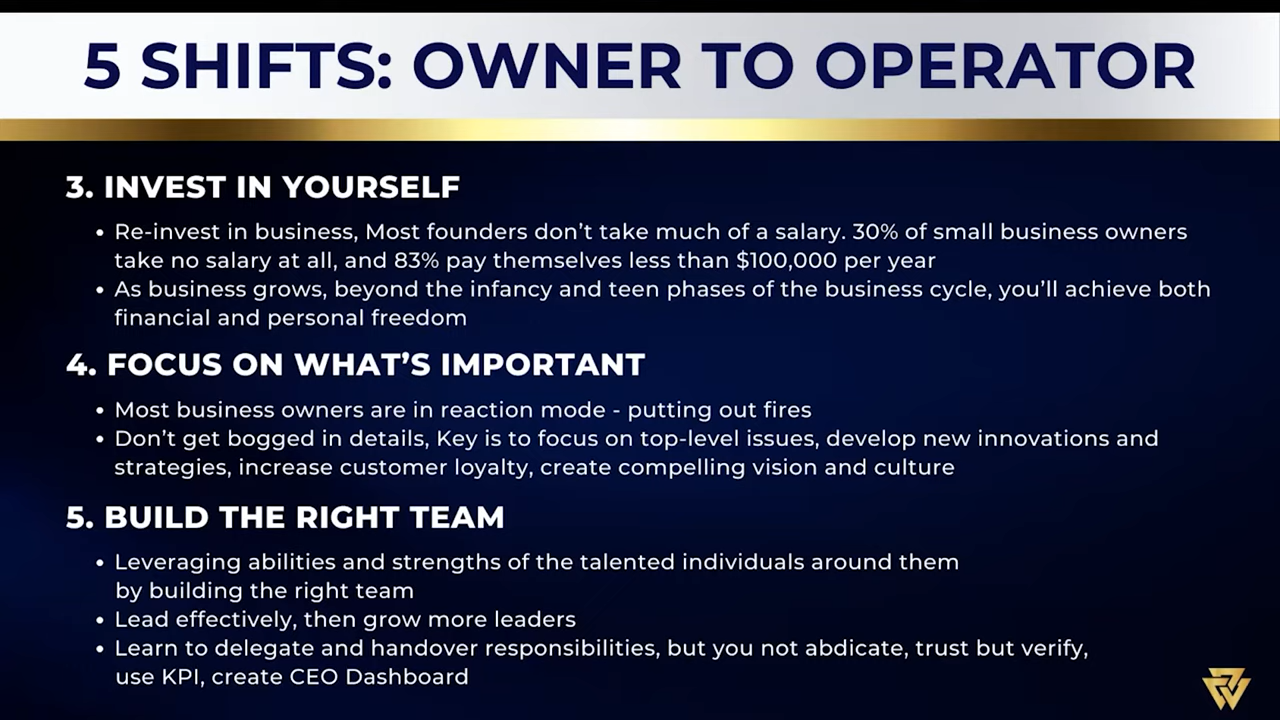 5 SHIFTS: OWNER TO OPERATOR
3. INVEST IN YOURSELF
• Re-invest in business, Most founders don’t take much of a salary. 30% of small business owners
take no salary at all, and 83% pay themselves less than $100,000 per year
• As business grows, beyond the infancy and teen phases of the business cycle, you’ll achieve both
financial and personal freedom
4. FOCUS ON WHAT’S IMPORTANT
• Most business owners are in reaction mode - putting out fires
• Don’t get bogged in details, Key is to focus on top-level issues, develop new innovations and
strategies, increase customer loyalty, create compelling vision and culture
5. BUILD THE RIGHT TEAM
• Leveraging abilities and strengths of the talented individuals around them
by building the right team
• Lead effectively, then grow more leaders
• Learn to delegate and handover responsibilities, but you not abdicate, trust but verify,
use KPI, create CEO Dashboard